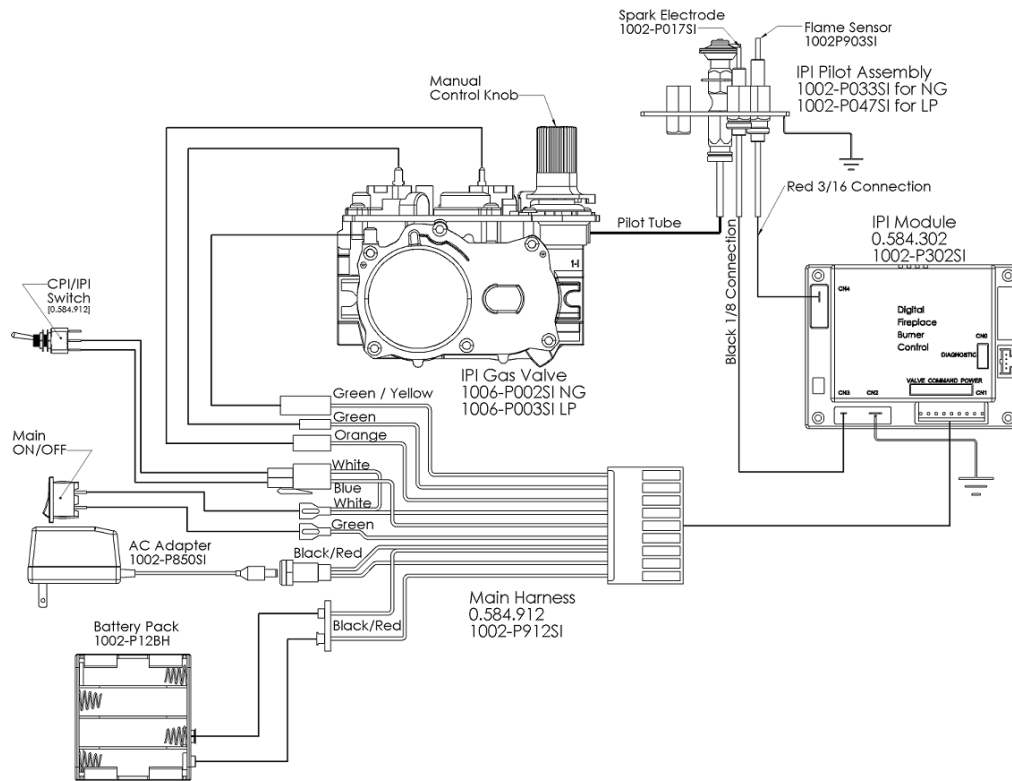 Spark Electrode
1002-P017SI
Flame Sensor
1002P903SI
IPI Pilot Assembly
1002-P033SI for NG
1002-P047SI for LP
Manual
Control Knob
Red 3/16 Connection
Pilot Tube
Black 1/8 Connection
IPI Module
0.584.302
1002-P302SI
CN4
Digital
Fireplace
Burner
Control
CN0
DIAGNOSTIC
VALVE COMMAND POWER
CN3
CN2
CN1
1-I
CPI/IPI
Switch
[0.584.912]
IPI Gas Valve
1006-P002SI NG
1006-P003SI LP
Green / Yellow
Green
Orange
White
Blue
White
Green
Black/Red
Black/Red
Main
ON/OFF
AC Adapter
1002-P850SI
Main Harness
0.584.912
1002-P912SI
Battery Pack
1002-P12BH